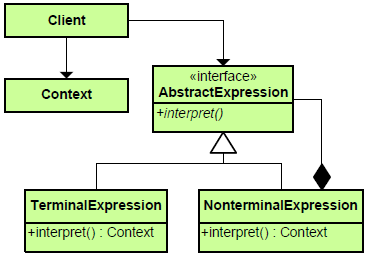 Client
Context
«interface»
AbstractExpression
+interpret()
TerminalExpression
+interpret() : Context
NonterminalExpression
+interpret() : Context